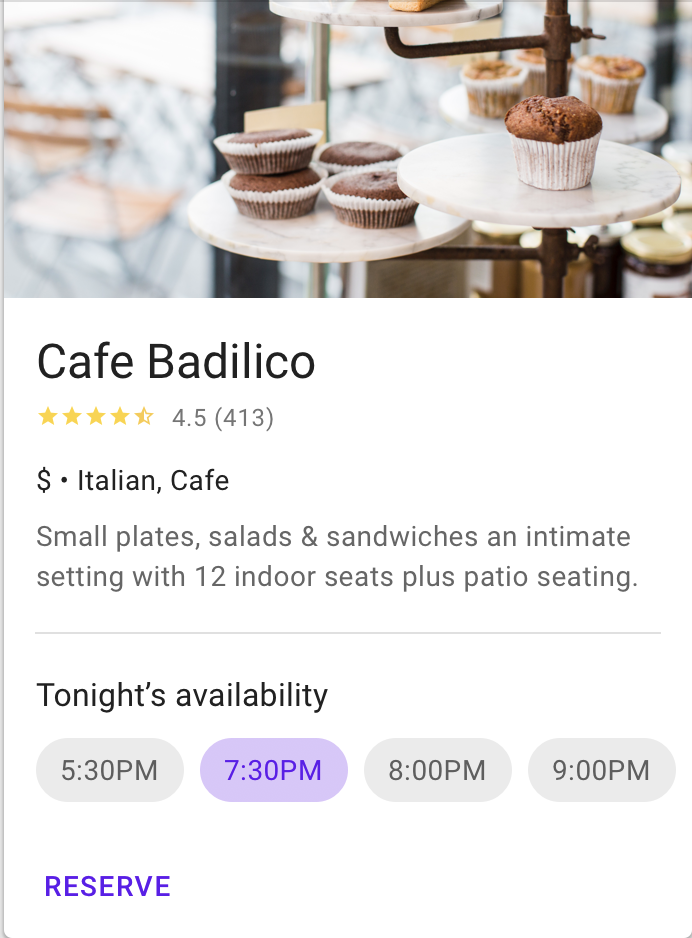 Cafe Badilico
4.5 (413)
$ • Italian, Cafe
Small plates, salads & sandwiches an intimate
setting with 12 indoor seats plus patio seating.
Tonight’s availability
5:30PM 7:30PM 8:00PM 9:00PM
RESERVE